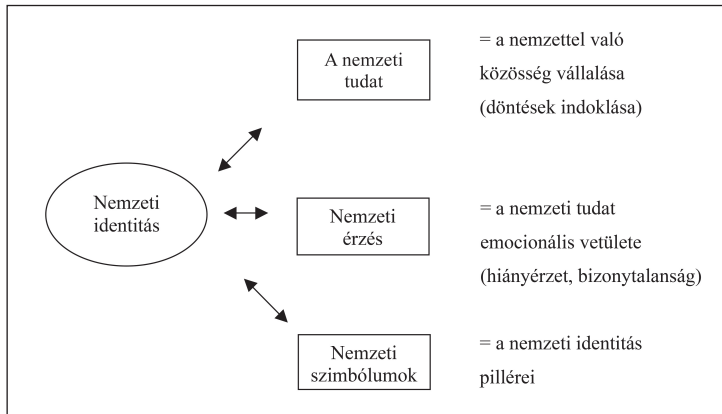 A nemzeti
tudat
= a nemzettel való
közösség vállalása
(döntések indoklása)
Nemzeti
identitás
Nemzeti
érzés
= a nemzeti tudat
emocionális vetülete
(hiányérzet, bizonytalanság)
Nemzeti
szimbólumok
= a nemzeti identitás
pillérei